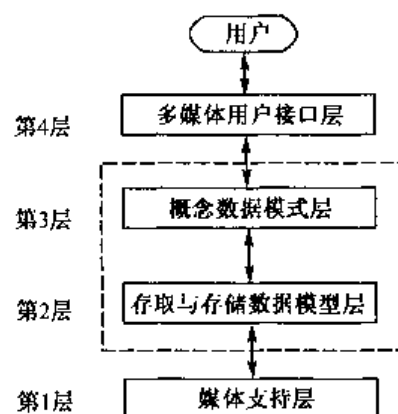 用户
第4层 多媒体用户接口层
第3层 概念数据模式层
第2层 存取与存储数据模型层
第1层 媒体支持层